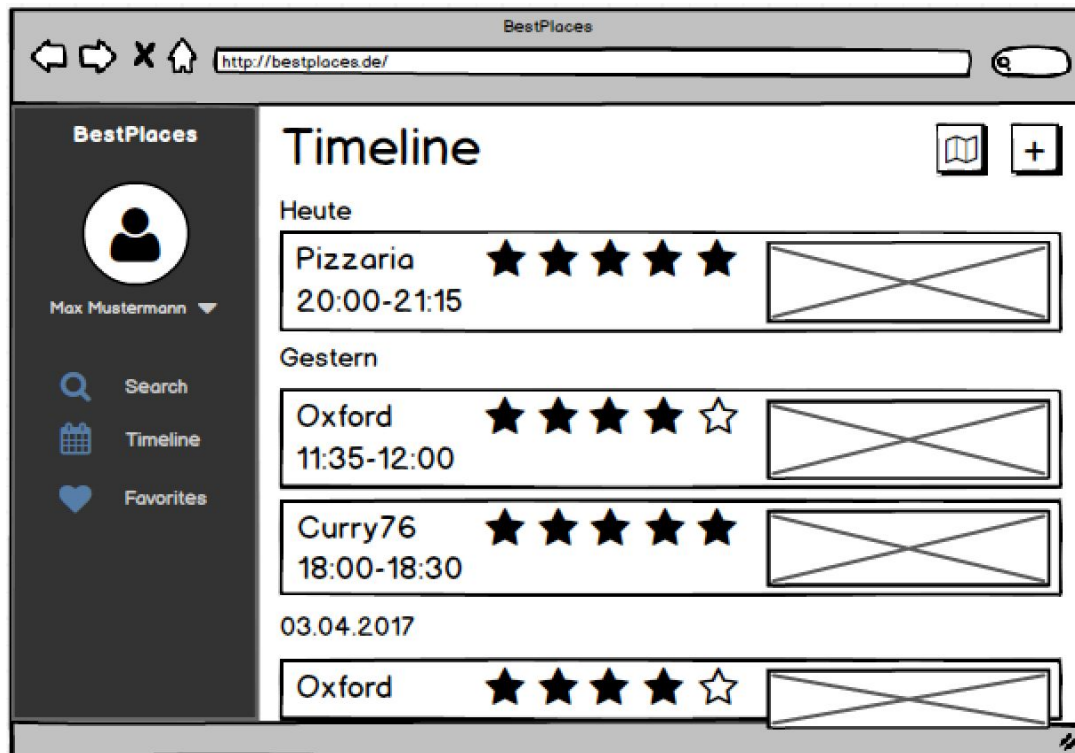 BestPlaces
http://bestplaces.de/
BestPlaces
Max Mustermann
Search
Timeline
Favorites
Timeline
+
Heute
Pizzaria
20:00-21:15
Gestern
Oxford
11:35-12:00
Curry76
18:00-18:30
03.04.2017
Oxford